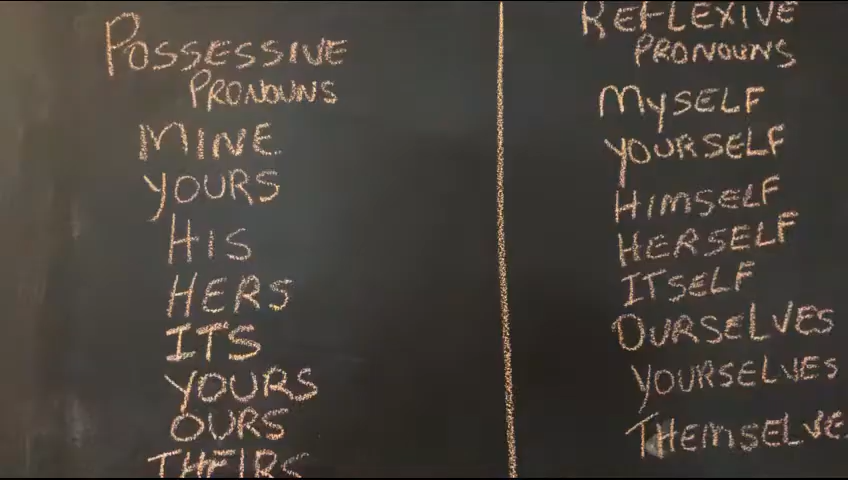 POSSESSIVE
PRONOUNS
MINE
YOURS
HIS
HERS
ITS
YOURS
OURS
THEIRS
REFLEXIVE
PRONOUNS
MYSELF
YOURSELF
HIMSELF
HERSELF
ITSELF
OURSELVES
YOURSELVES
THEMSELVE